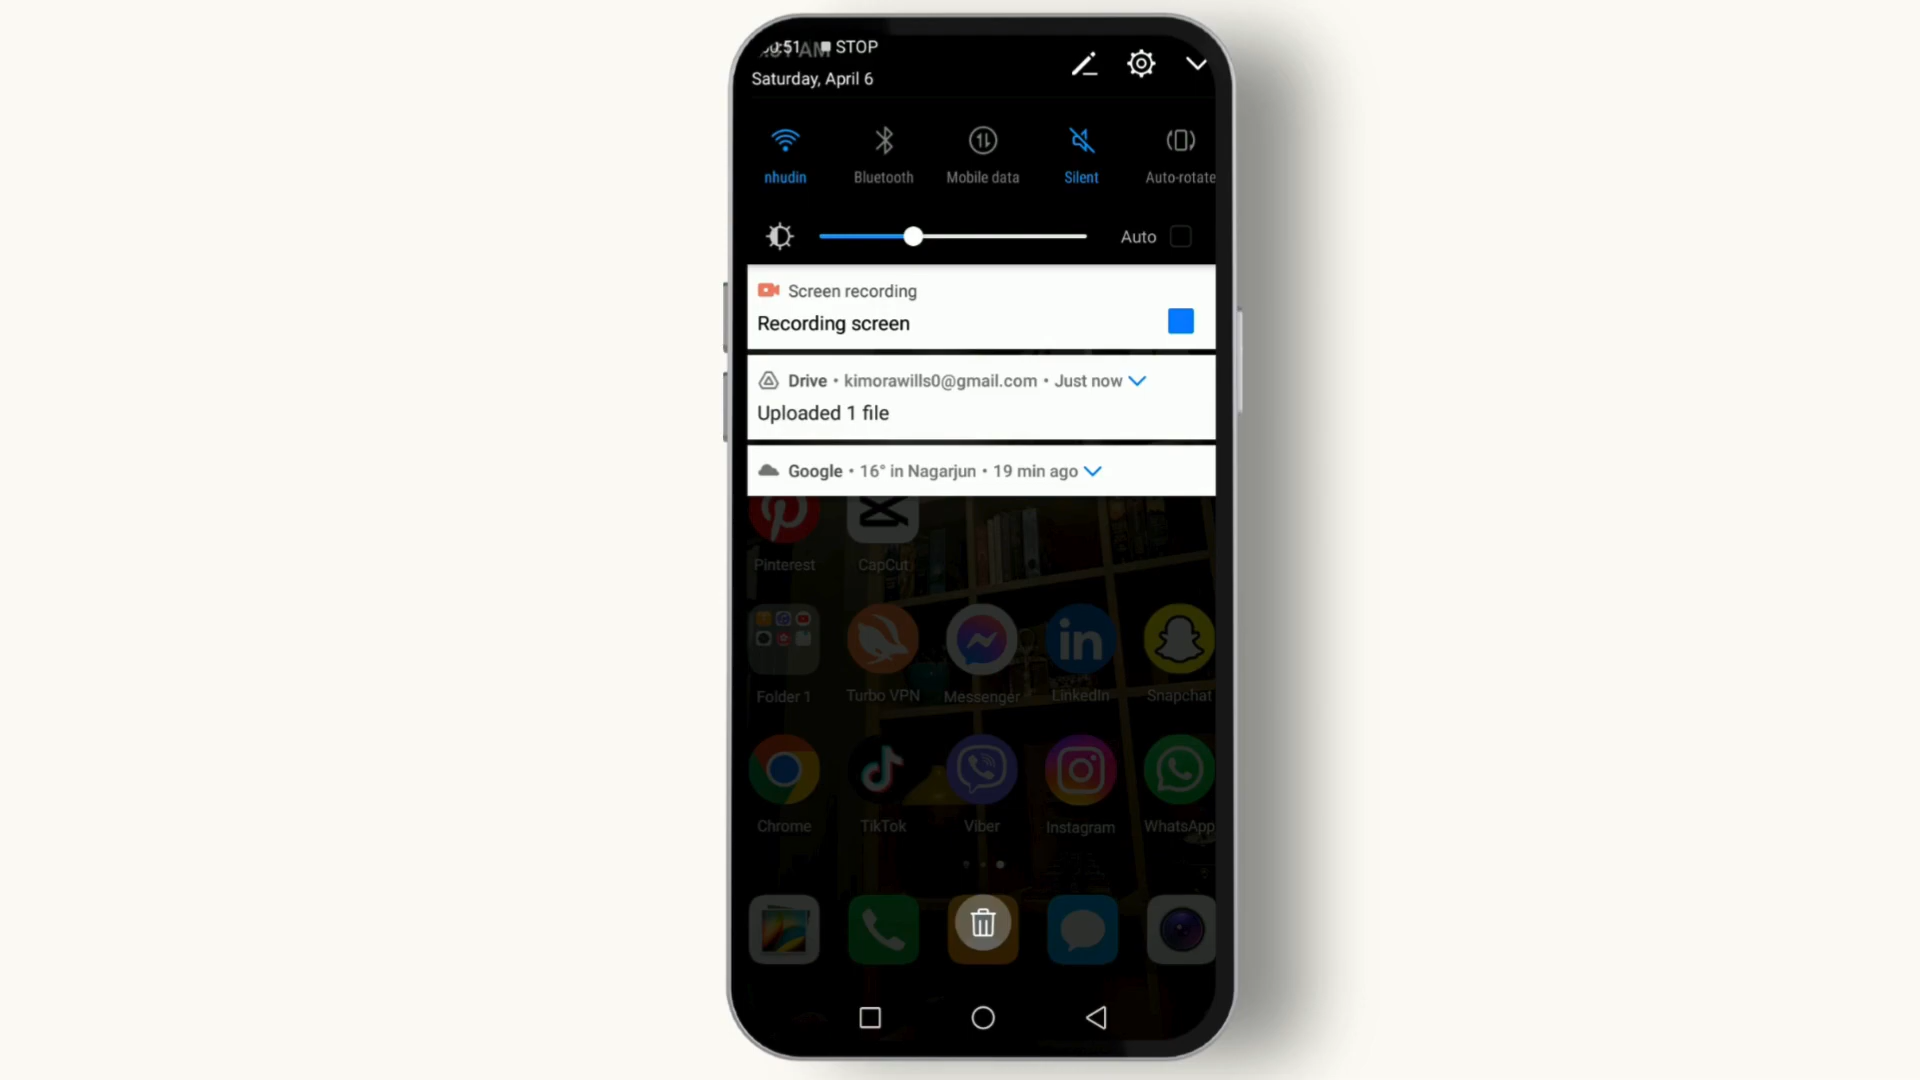 0:51 STOP
Saturday, April 6
nhudin
Bluetooth
Mobile data
Silent
Auto-rotate
Auto
Screen recording
Recording screen
Drive • kimorawills0@gmail.com • Just now
Uploaded 1 file
Google • 16° in Nagarjun • 19 min ago
Pinterest
CapCut
Folder 1
Turbo VPN
Messenger
LinkedIn
Snapchat
Chrome
TikTok
Viber
Instagram
WhatsApp